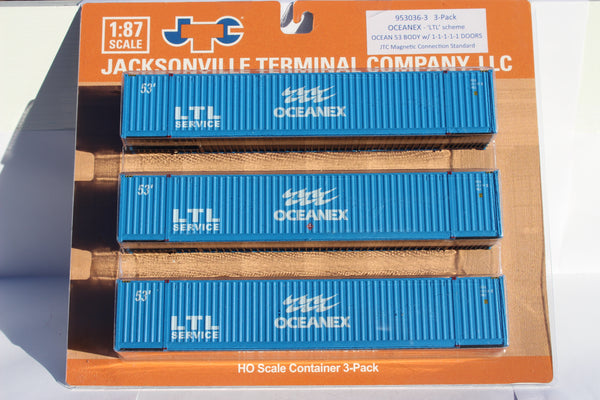 1:87
SCALE
JTC
953036-3 3-Pack
OCEANEX - 'LTL' scheme
OCEAN 53 BODY w/ 1-1-1-1-1 DOORS
JTC Magnetic Connection Standard
JACKSONVILLE TERMINAL COMPANY, LLC
53'
LTL
SERVICE
OCEANEX
53'
LTL
SERVICE
OCEANEX
53'
LTL
SERVICE
OCEANEX
HO Scale Container 3-Pack